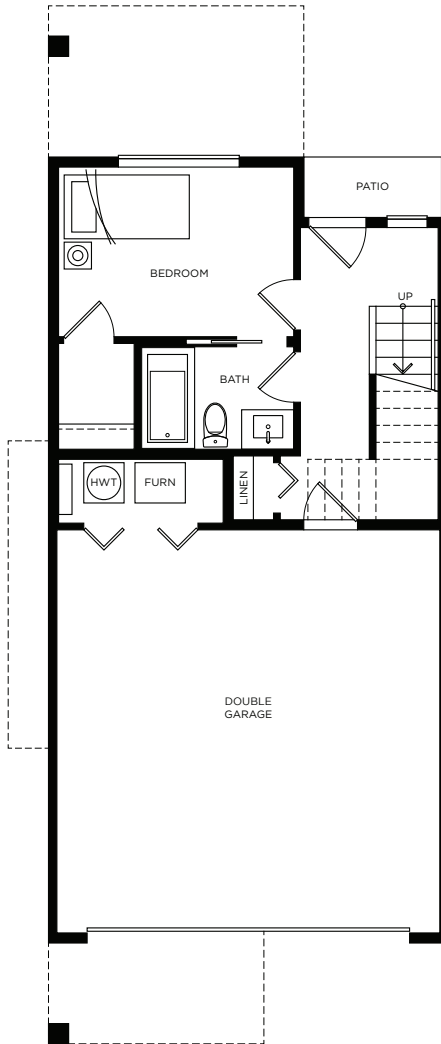 PATIO
BEDROOM
UP
BATH
HWT
FURN
LINEN
DOUBLE
GARAGE